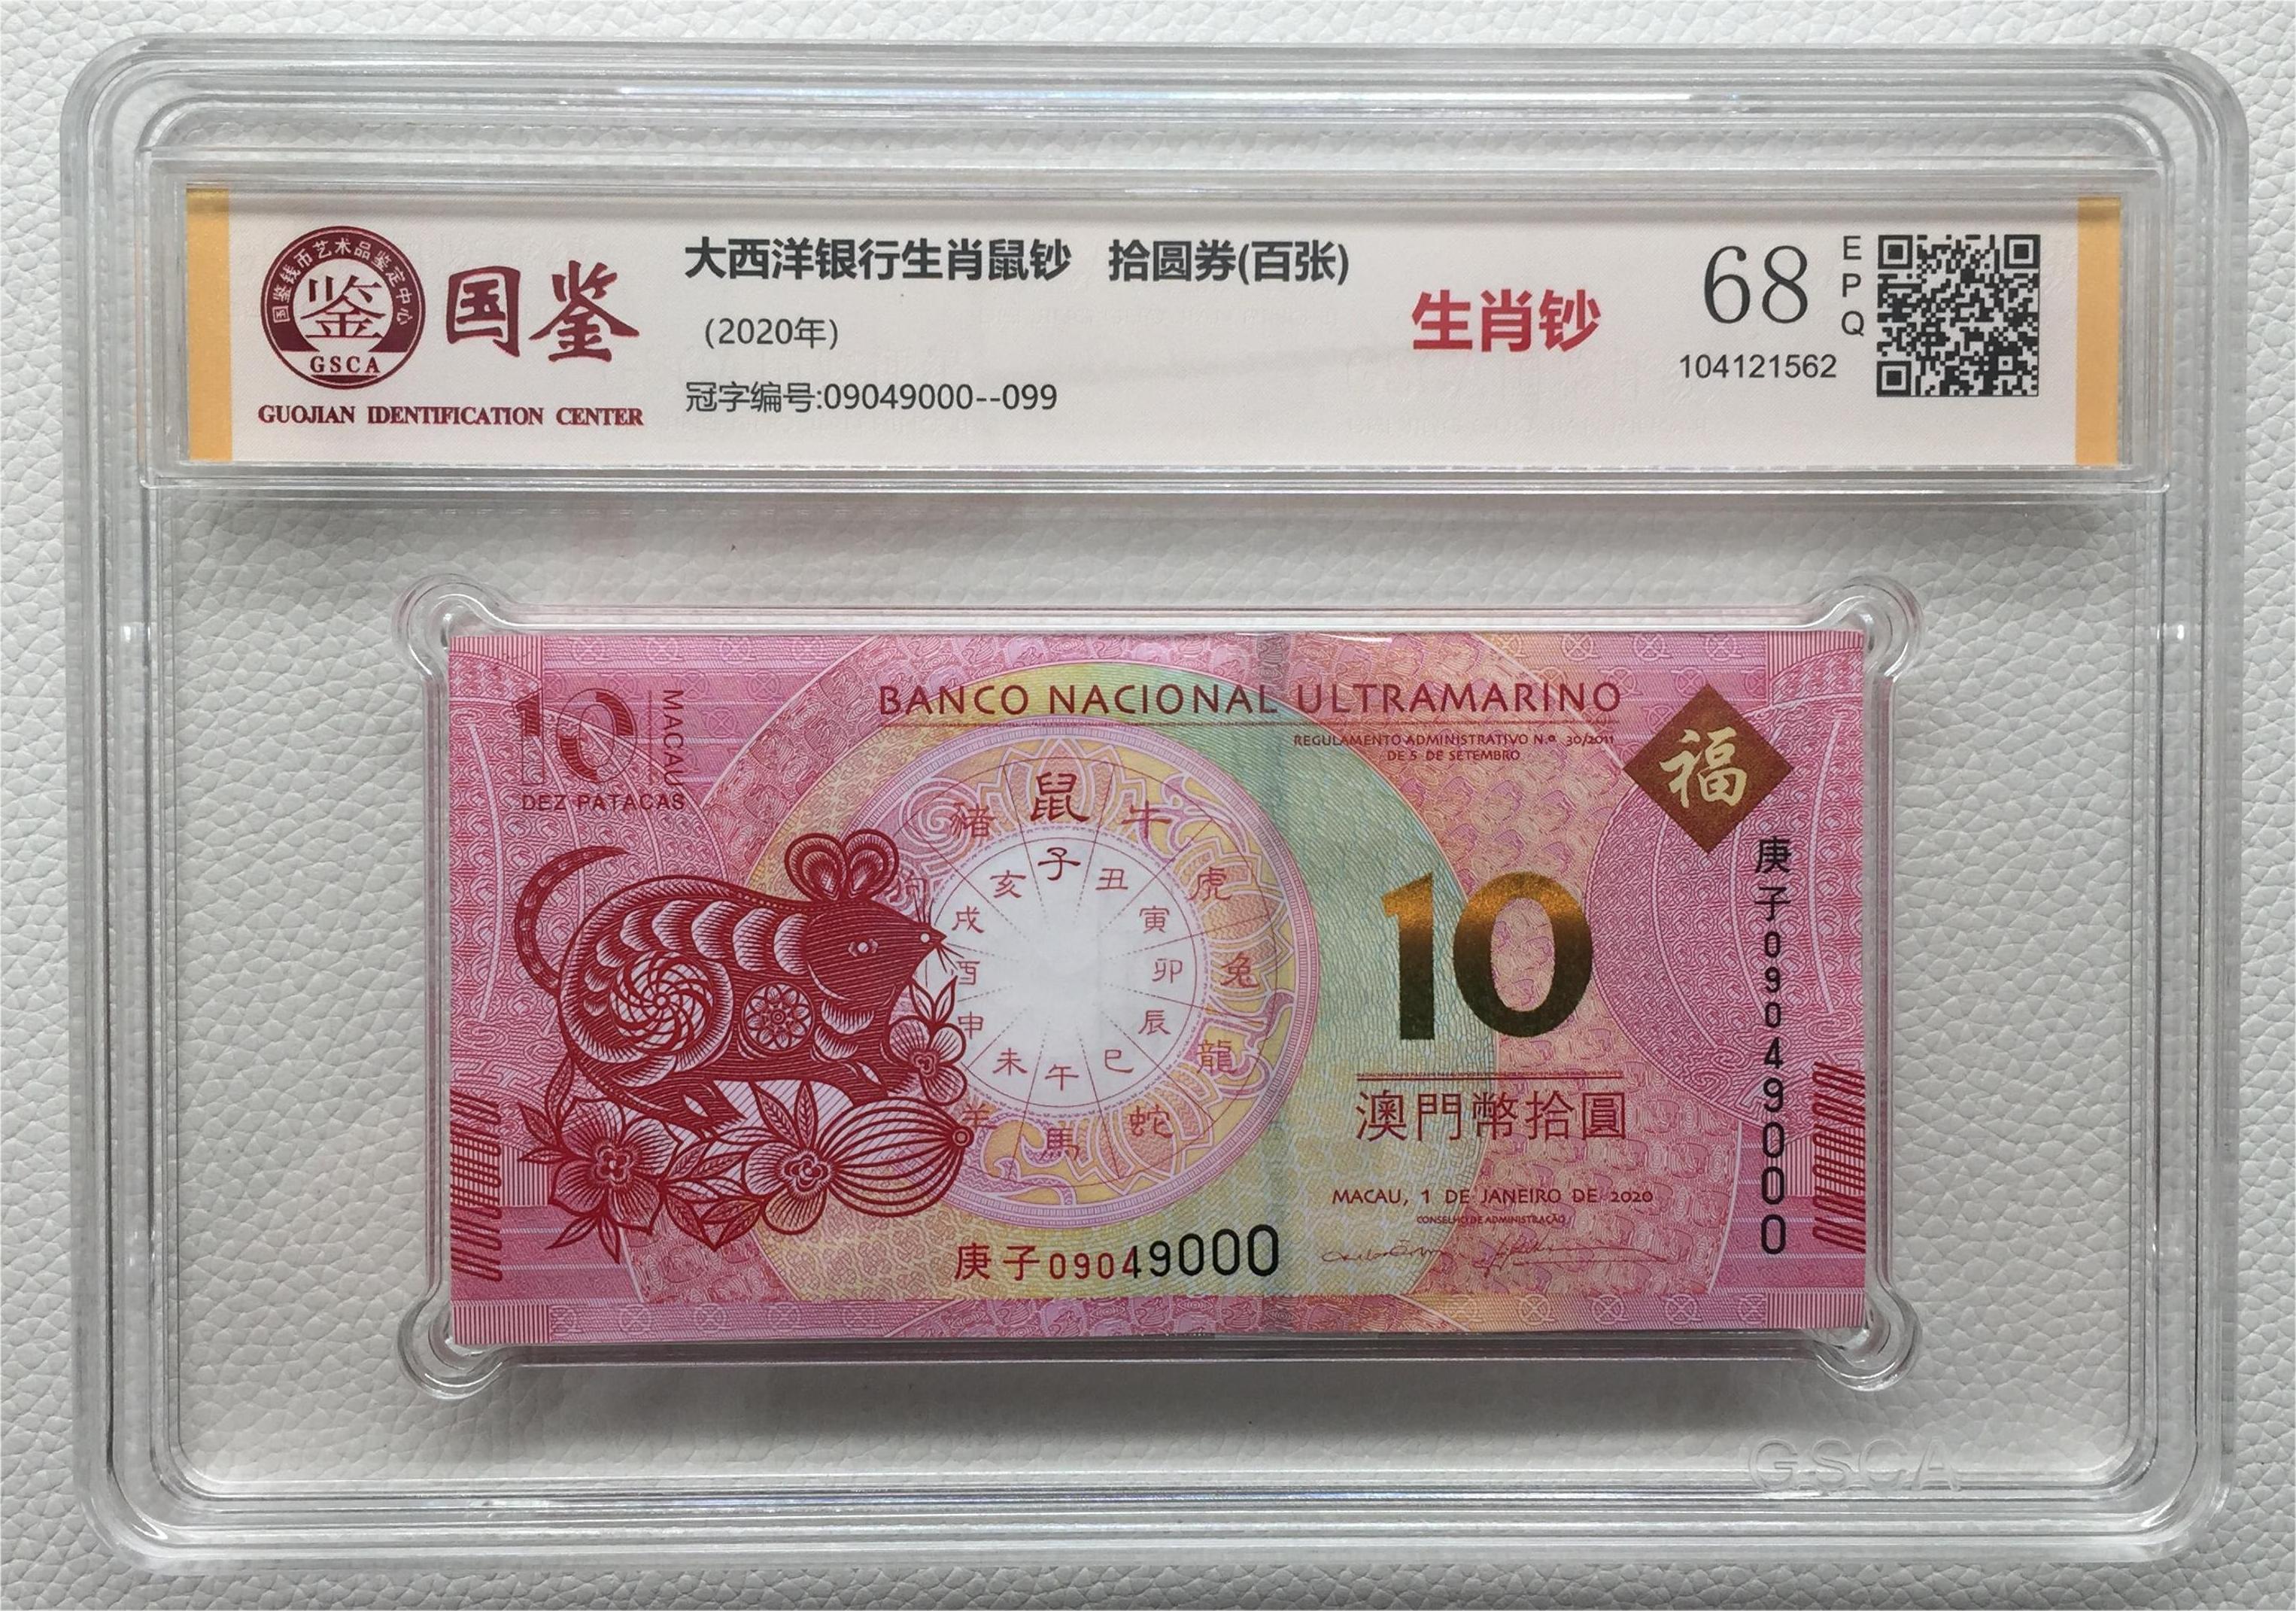 国鉴钱币艺术品鉴定中心
鉴
GSCA
国鉴
GUOJIAN IDENTIFICATION CENTER
大西洋银行生肖鼠钞 拾圆券(百张)
(2020年)
冠字编号:09049000--099
生肖钞
68
EPQ
104121562
10
MACAU
DEZ PATACAS
BANCO NACIONAL ULTRAMARINO
REGULAMENTO ADMINISTRATIVO N.º 30/2011
DE 5 DE SETEMBRO
福
鼠
牛
虎
兔
龍
蛇
馬
羊
狗
豬
子
丑
寅
卯
辰
巳
午
未
申
酉
戌
亥
10
澳門幣拾圓
MACAU, 1 DE JANEIRO DE 2020
CONSELHO DE ADMINISTRAÇÃO
庚子09049000
庚子09049000
GSCA